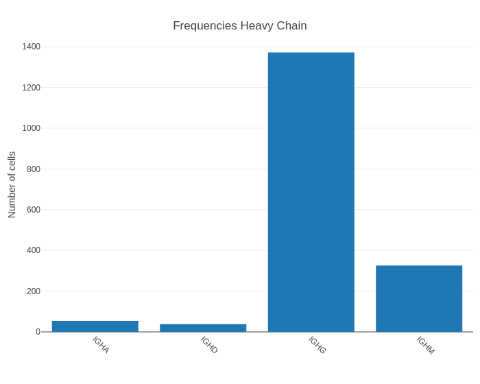 Frequencies Heavy Chain
1400
1200
1000
800
600
400
200
0
Number of cells
IGHA
IGHD
IGHG
IGHM